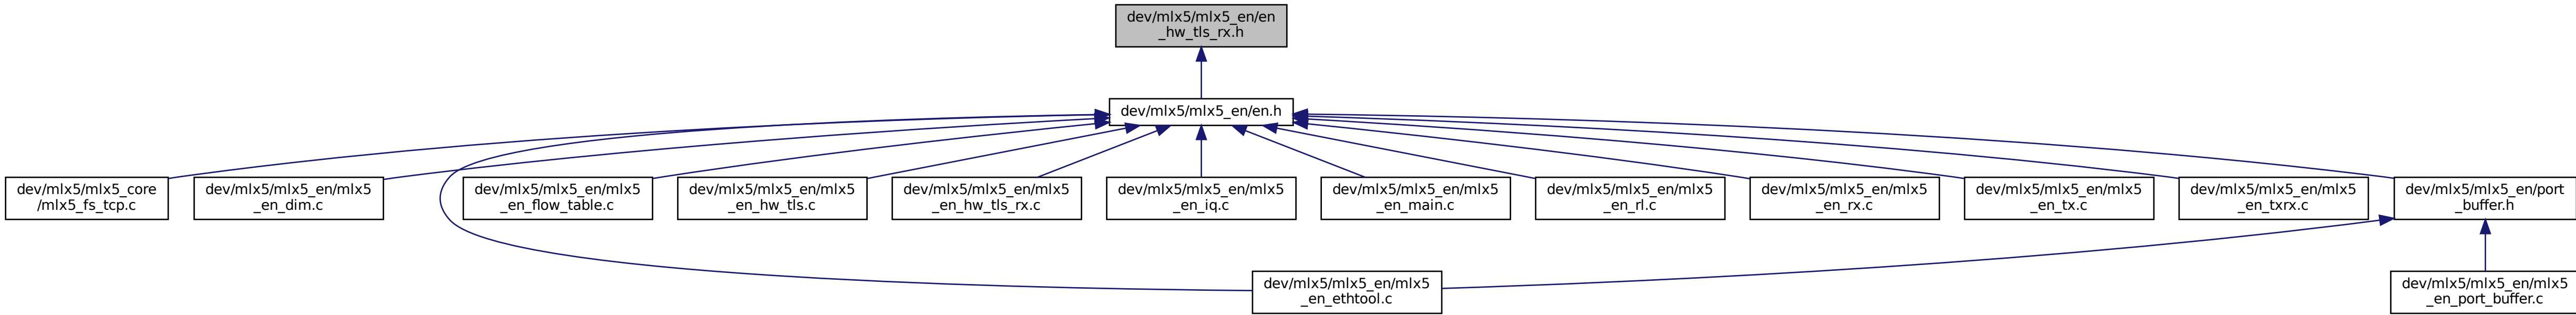 dev/mlx5/mlx5_en/en
_hw_tls_rx.h
dev/mlx5/mlx5_en/en.h
dev/mlx5/mlx5_core
/mlx5_fs_tcp.c
dev/mlx5/mlx5_en/mlx5
_en_dim.c
dev/mlx5/mlx5_en/mlx5
_en_flow_table.c
dev/mlx5/mlx5_en/mlx5
_en_hw_tls.c
dev/mlx5/mlx5_en/mlx5
_en_hw_tls_rx.c
dev/mlx5/mlx5_en/mlx5
_en_iq.c
dev/mlx5/mlx5_en/mlx5
_en_main.c
dev/mlx5/mlx5_en/mlx5
_en_rl.c
dev/mlx5/mlx5_en/mlx5
_en_rx.c
dev/mlx5/mlx5_en/mlx5
_en_tx.c
dev/mlx5/mlx5_en/mlx5
_en_txrx.c
dev/mlx5/mlx5_en/port
_buffer.h
dev/mlx5/mlx5_en/mlx5
_en_ethtool.c
dev/mlx5/mlx5_en/mlx5
_en_port_buffer.c